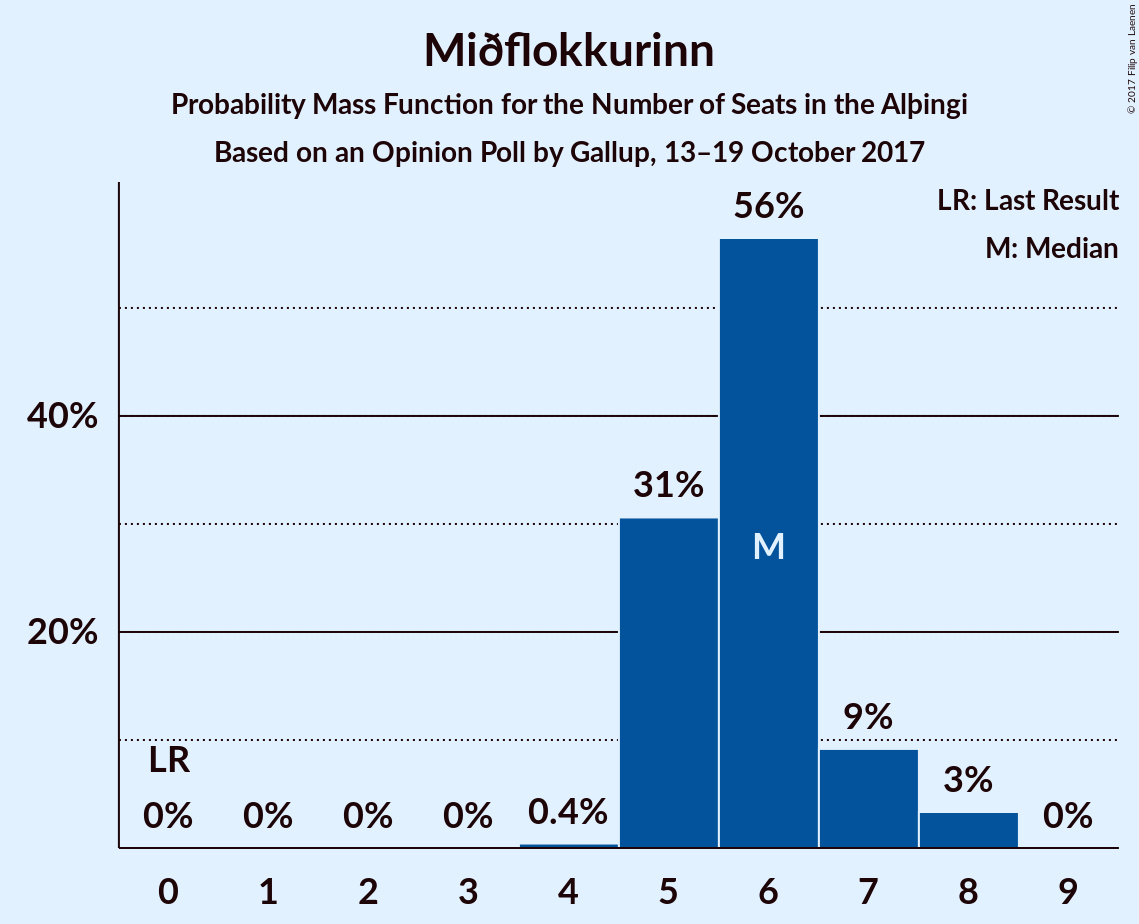 Miðflokkurinn
Probability Mass Function for the Number of Seats in the Alþingi
Based on an Opinion Poll by Gallup, 13–19 October 2017
© 2017 Filip van Laenen
LR: Last Result
M: Median
56%
40%
31%
M
20%
9%
LR
3%
0% 0% 0% 0% 0.4% 0%
0 1 2 3 4 5 6 7 8 9